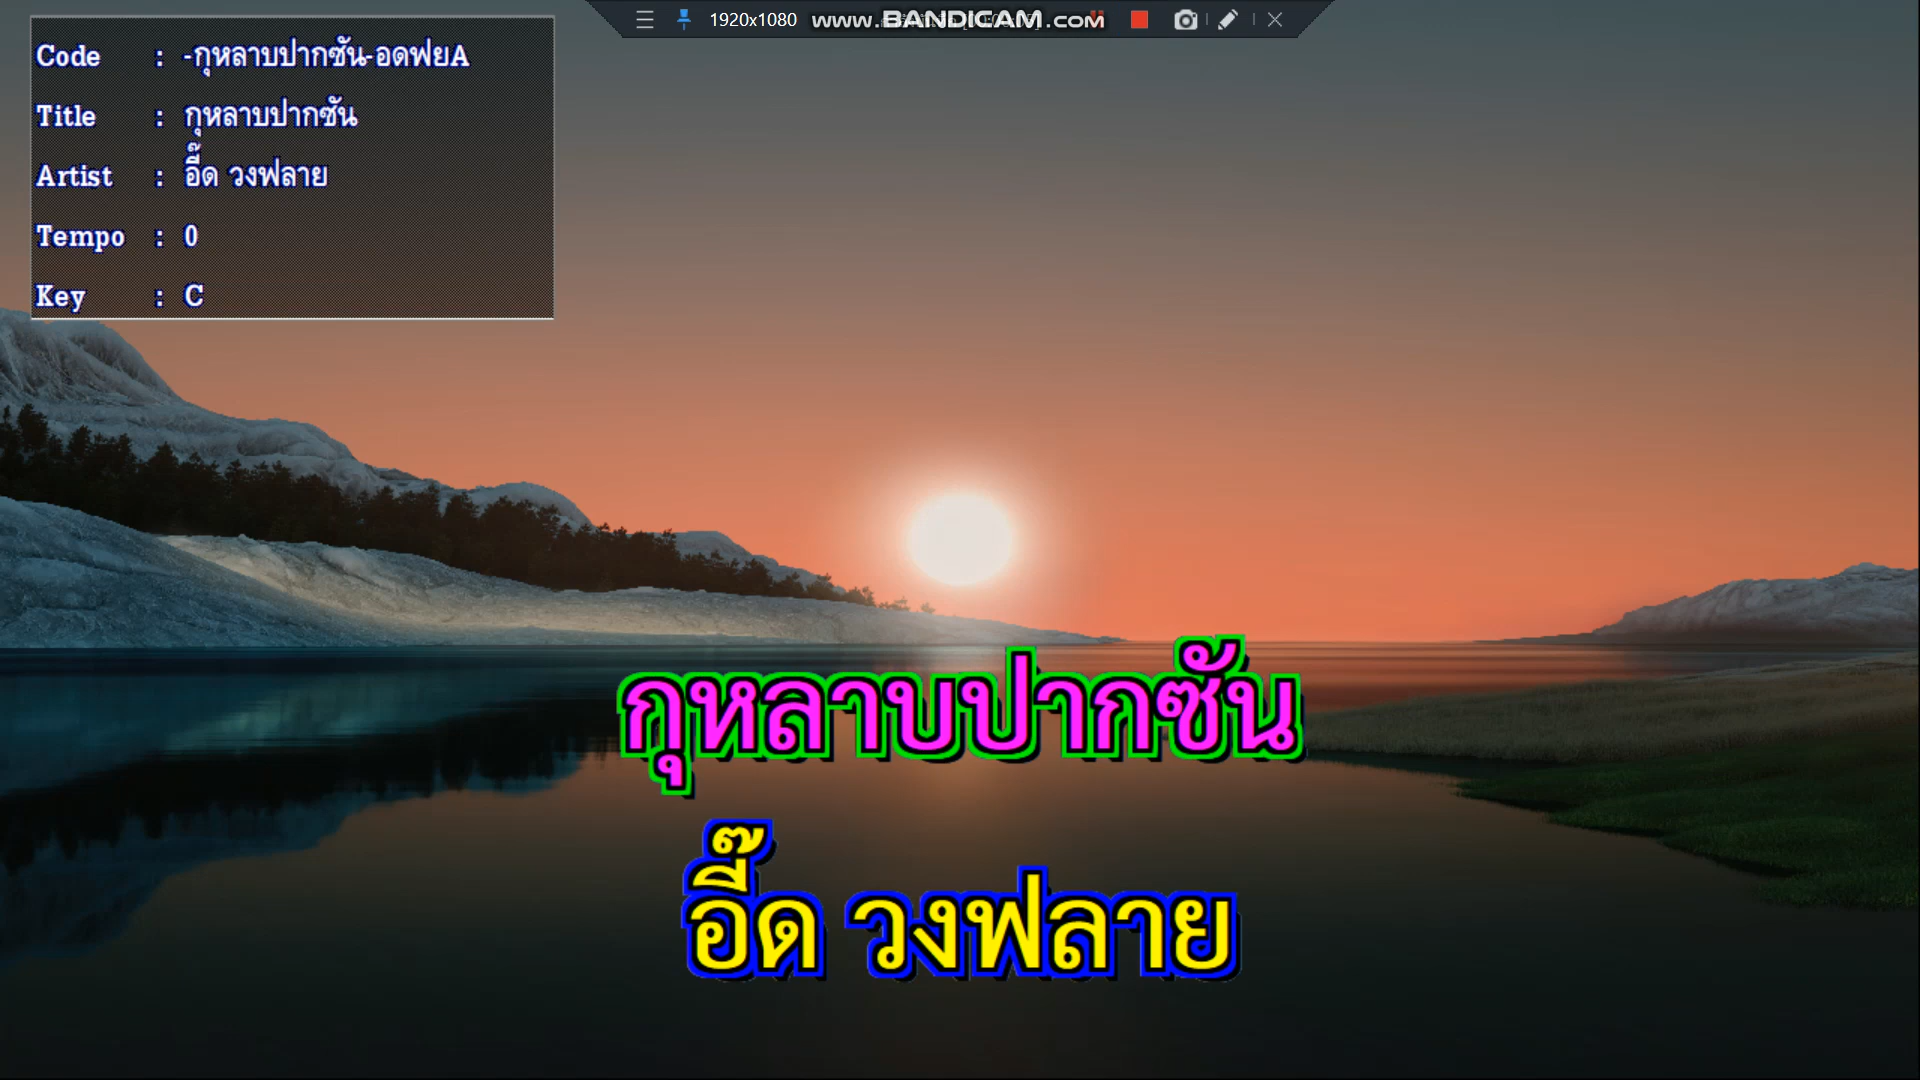 1920x1080 www.BANDICAM.com
Code : -กุหลาบปากซัน-อดฟยA
Title : กุหลาบปากซัน
Artist : อี๊ด วงฟลาย
Tempo : 0
Key : C
กุหลาบปากซัน
อี๊ด วงฟลาย